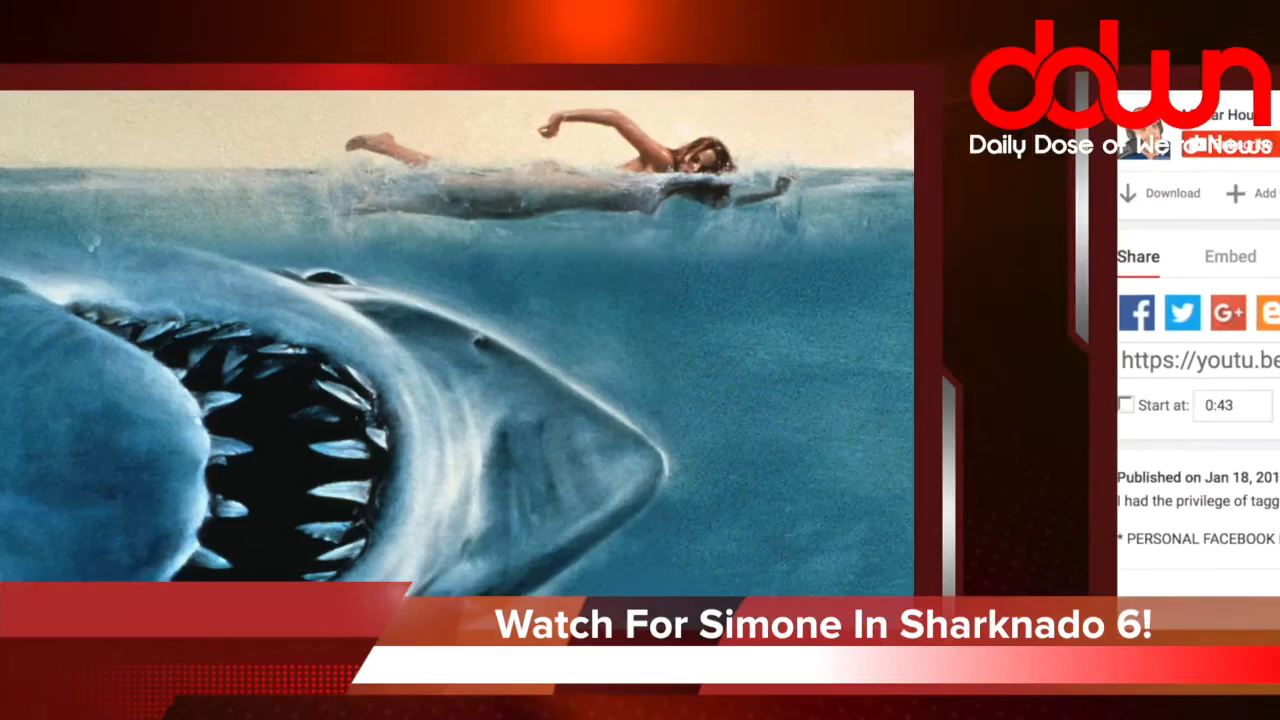 down
Daily Dose of Weird News
Download
Add
Share
Embed
https://youtu.be
Start at:
0:43
Published on Jan 18, 201
I had the privilege of tagg
* PERSONAL FACEBOOK
Watch For Simone In Sharknado 6!